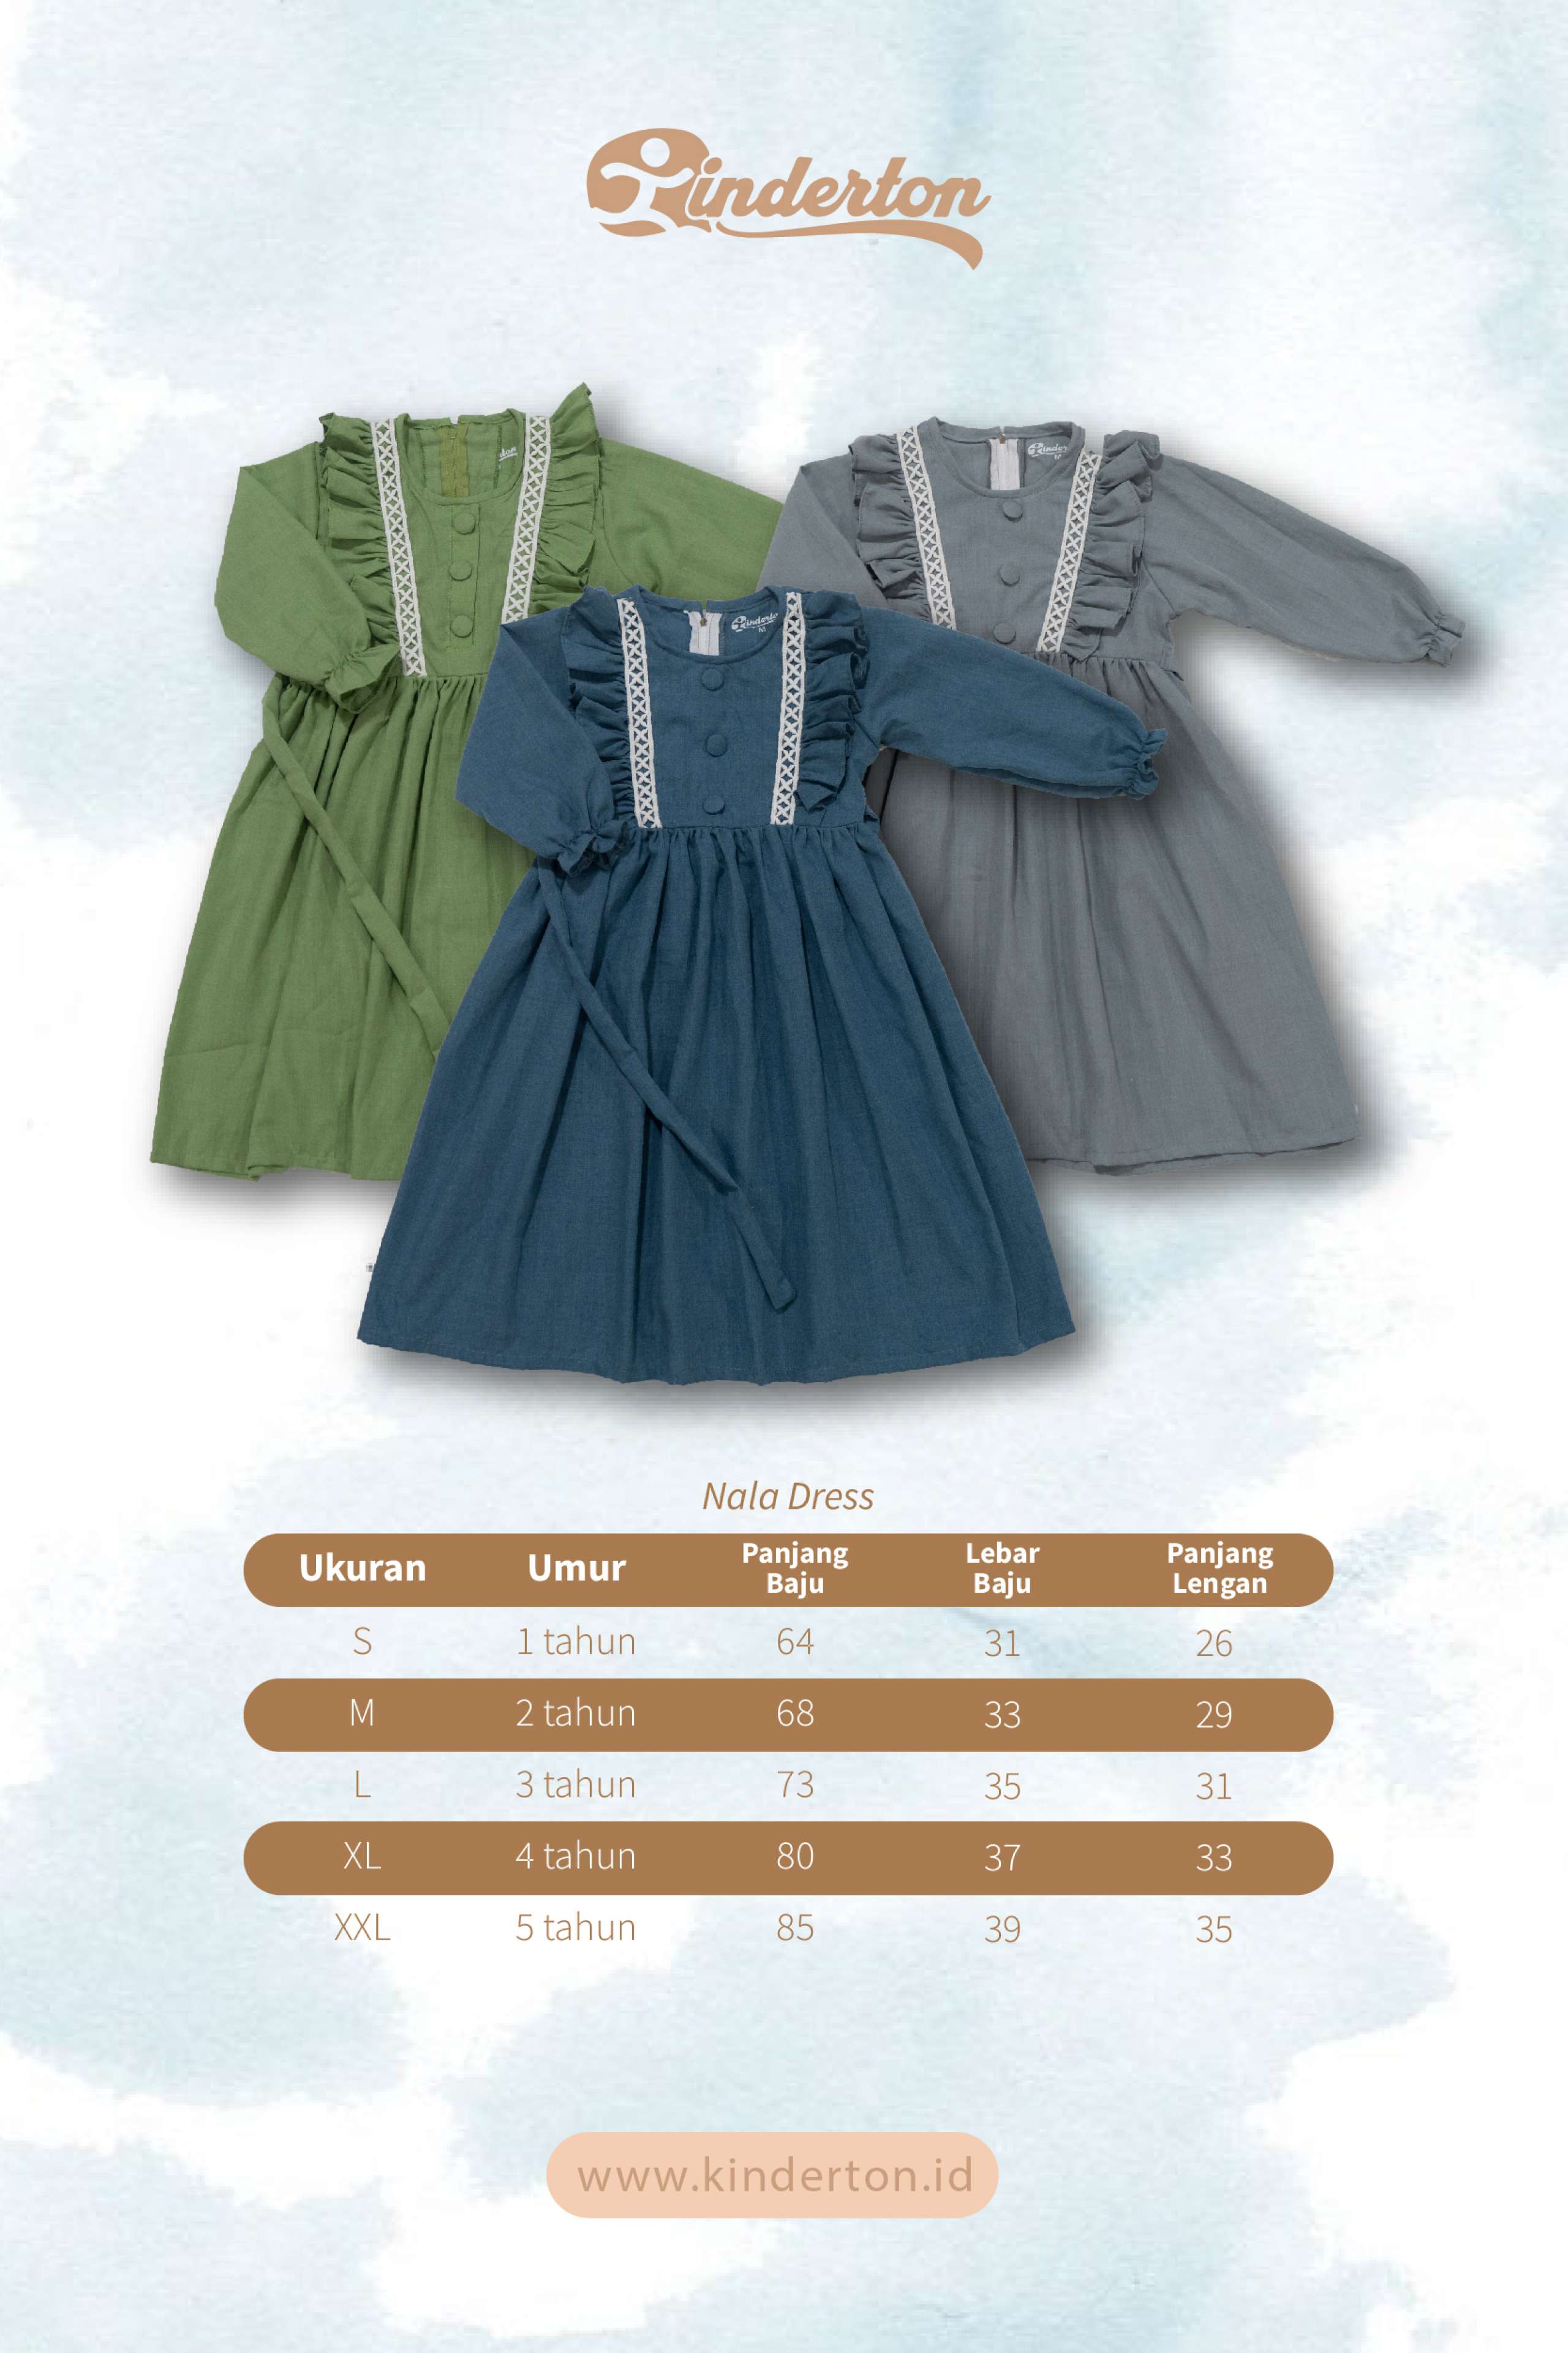 Kinderton
Kinderton
M
Nala Dress
Ukuran Umur Panjang Baju Lebar Baju Panjang Lengan
S 1 tahun 64 31 26
M 2 tahun 68 33 29
L 3 tahun 73 35 31
XL 4 tahun 80 37 33
XXL 5 tahun 85 39 35
www.kinderton.id